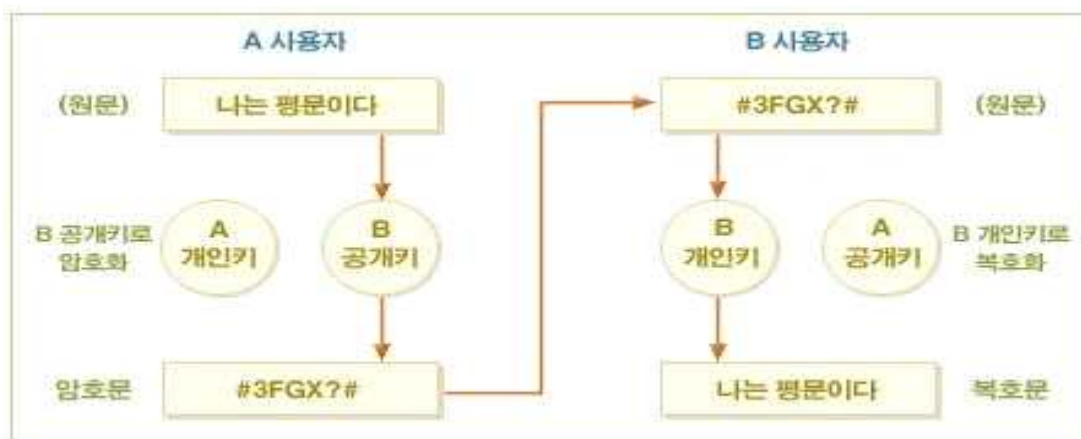 A 사용자
B 사용자
(원문)
나는 평문이다
#3FGX?#
(원문)
B 공개키로
암호화
A
개인키
B
공개키
B
개인키
A
공개키
B 개인키로
복호화
암호문
#3FGX?#
나는 평문이다
복호문